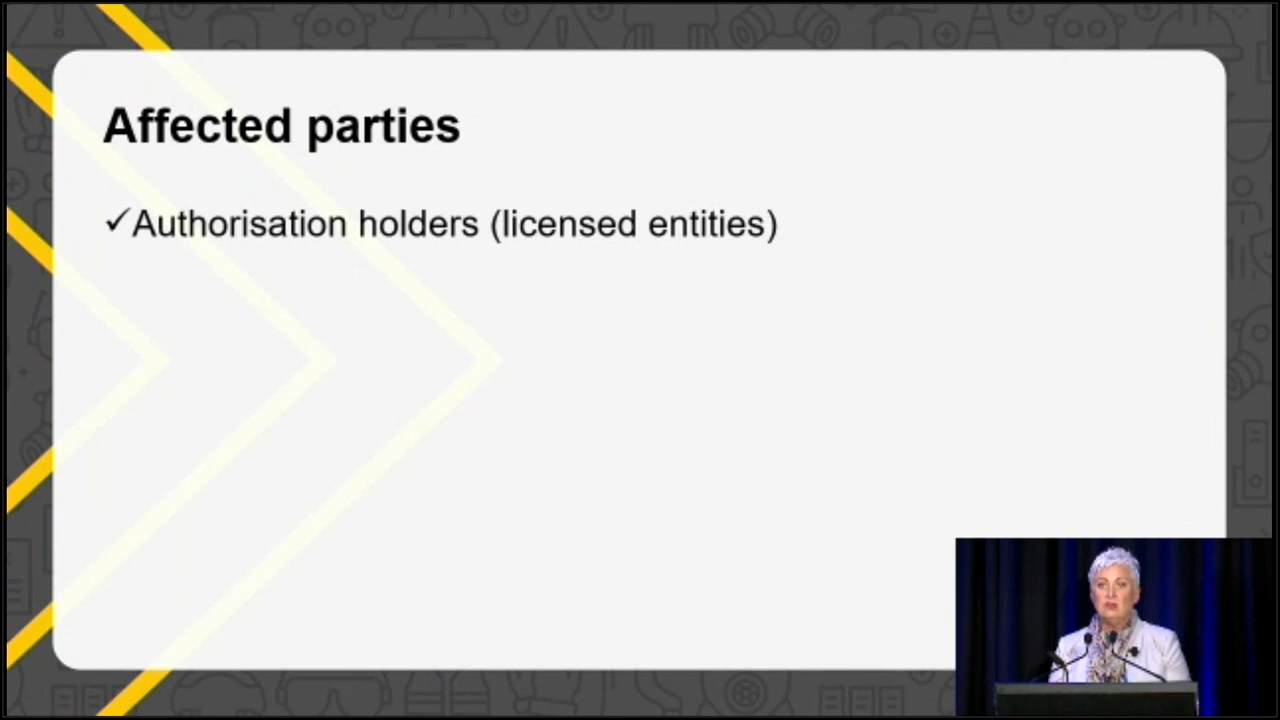 Affected parties
✓Authorisation holders (licensed entities)